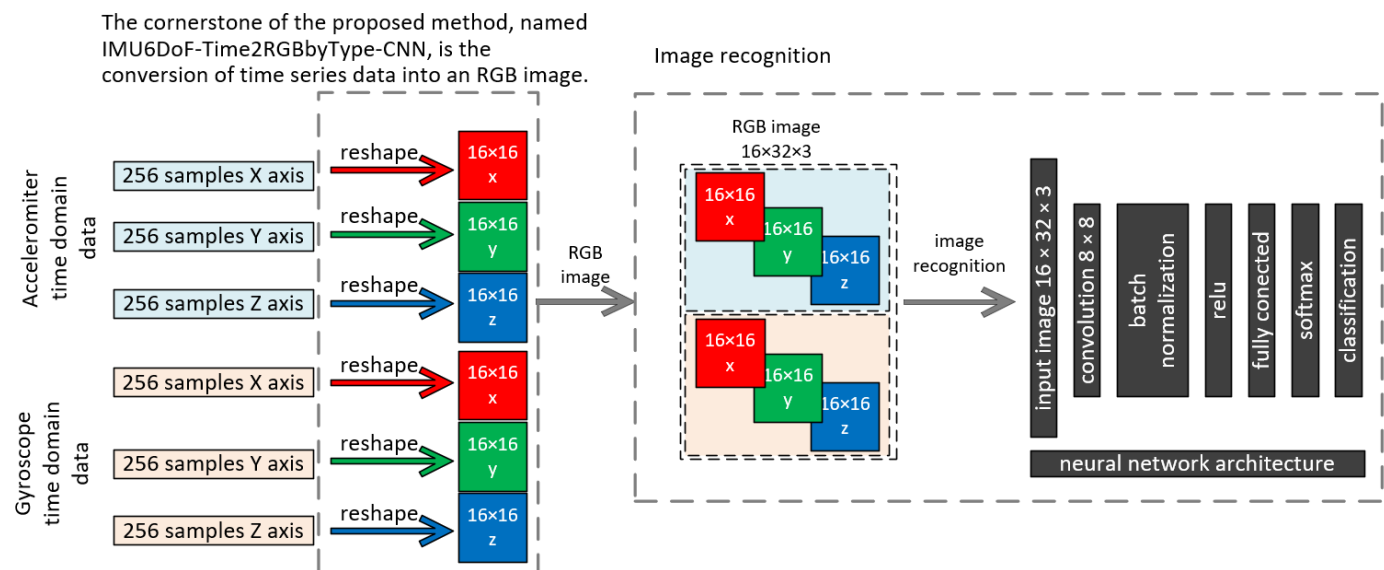 The cornerstone of the proposed method, named
IMU6DoF-Time2RGBbyType-CNN, is the
conversion of time series data into an RGB image.
Acceleromiter
time domain
data
256 samples X axis
reshape
16×16
x
256 samples Y axis
reshape
16×16
y
256 samples Z axis
reshape
16×16
z
Gyroscope
time domain
data
256 samples X axis
reshape
16×16
x
256 samples Y axis
reshape
16×16
y
256 samples Z axis
reshape
16×16
z
RGB
image
Image recognition
RGB image
16×32×3
16×16
x
16×16
y
16×16
z
16×16
x
16×16
y
16×16
z
image
recognition
input image 16 × 32 × 3
convolution 8 × 8
batch
normalization
relu
fully conected
softmax
classification
neural network architecture